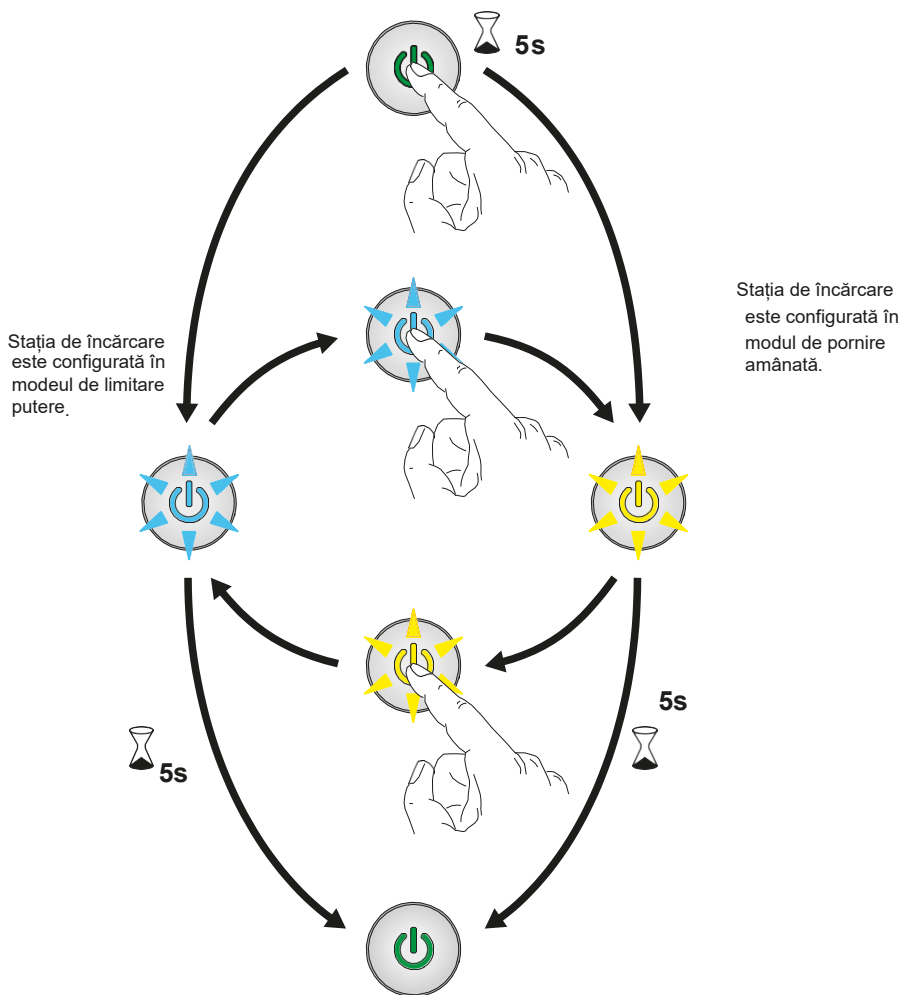 5s
Stația de încărcare
este configurată în
modul de pornire
amânată.
Stația de încărcare
este configurată în
modeul de limitare
putere.
5s
5s